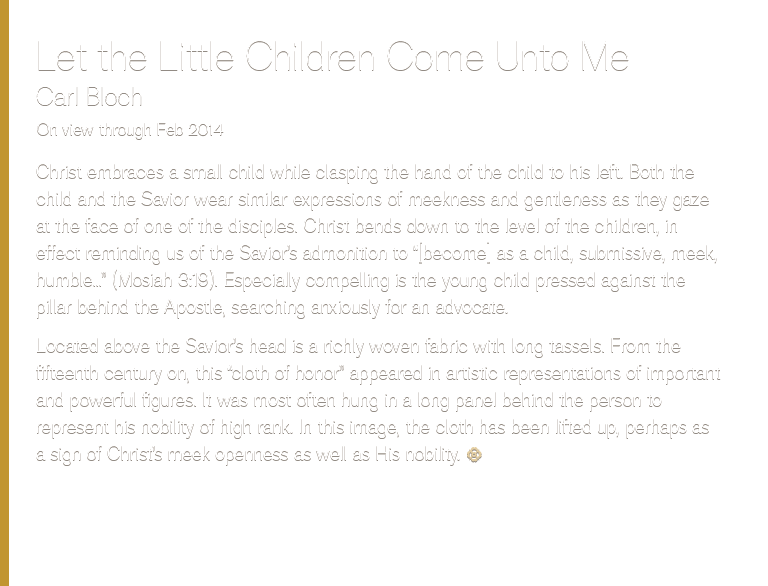 Let the Little Children Come Unto Me
Carl Bloch
On view through Feb 2014
Christ embraces a small child while clasping the hand of the child to his left. Both the
child and the Savior wear similar expressions of meekness and gentleness as they gaze
at the face of one of the disciples. Christ bends down to the level of the children, in
effect reminding us of the Savior's admonition to "[become] as a child, submissive, meek,
humble..." (Mosiah 3:19). Especially compelling is the young child pressed against the
pillar behind the Apostle, searching anxiously for an advocate.
Located above the Savior's head is a richly woven fabric with long tassels. From the
fifteenth century on, this "cloth of honor" appeared in artistic representations of important
and powerful figures. It was most often hung in a long panel behind the person to
represent his nobility of high rank. In this image, the cloth has been lifted up, perhaps as
a sign of Christ's meek openness as well as His nobility.